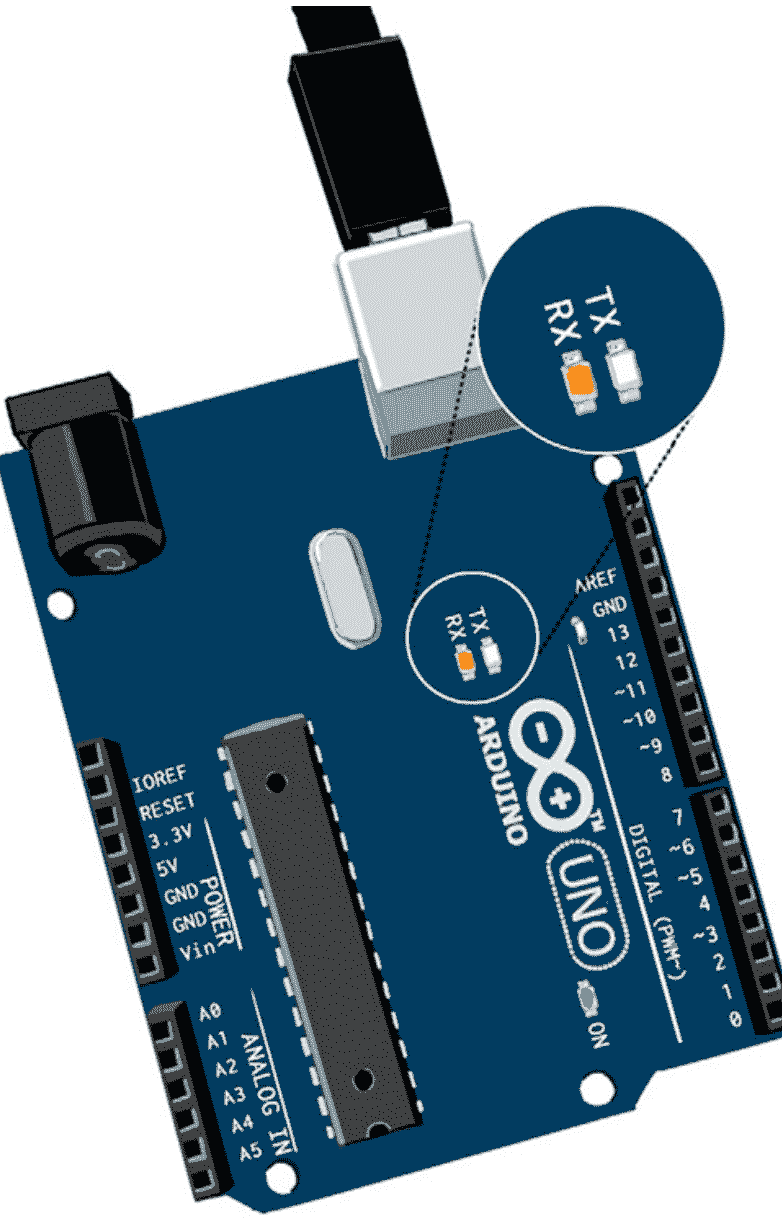 TX
RX
TX
RX
AREF
GND
13
12
~11
~10
~9
8
7
~6
~5
4
~3
2
1
0
DIGITAL (PWM~)
ARDUINO
TM
UNO
ON
IOREF
RESET
3.3V
5V
GND
GND
Vin
POWER
A0
A1
A2
A3
A4
A5
ANALOG IN